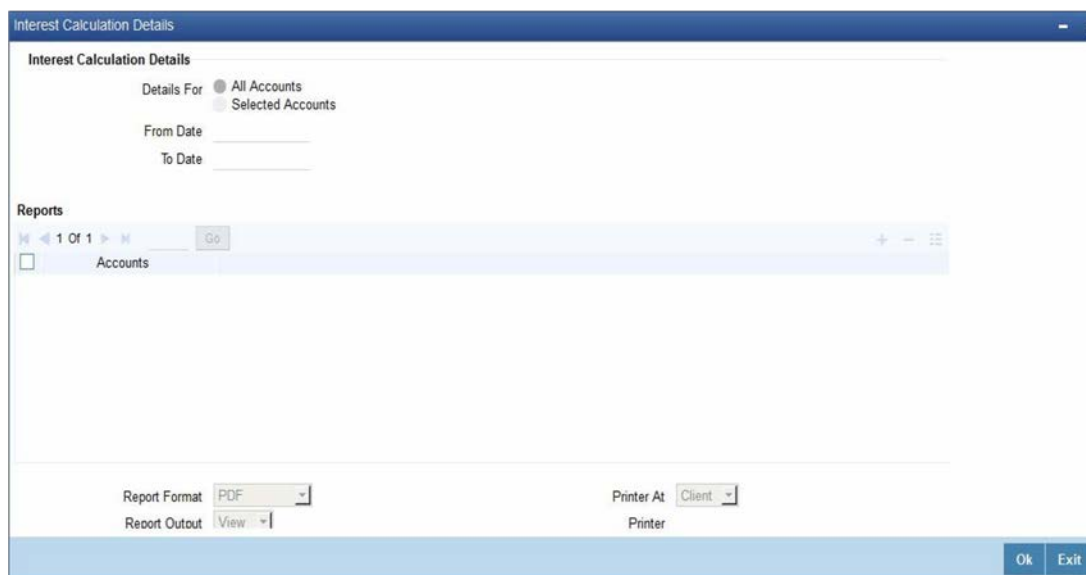 Interest Calculation Details
Interest Calculation Details
Details For All Accounts
Selected Accounts
From Date
To Date
Reports
1 Of 1 Go
Accounts
Report Format PDF Printer At Client
Report Output View Printer
Ok Exit